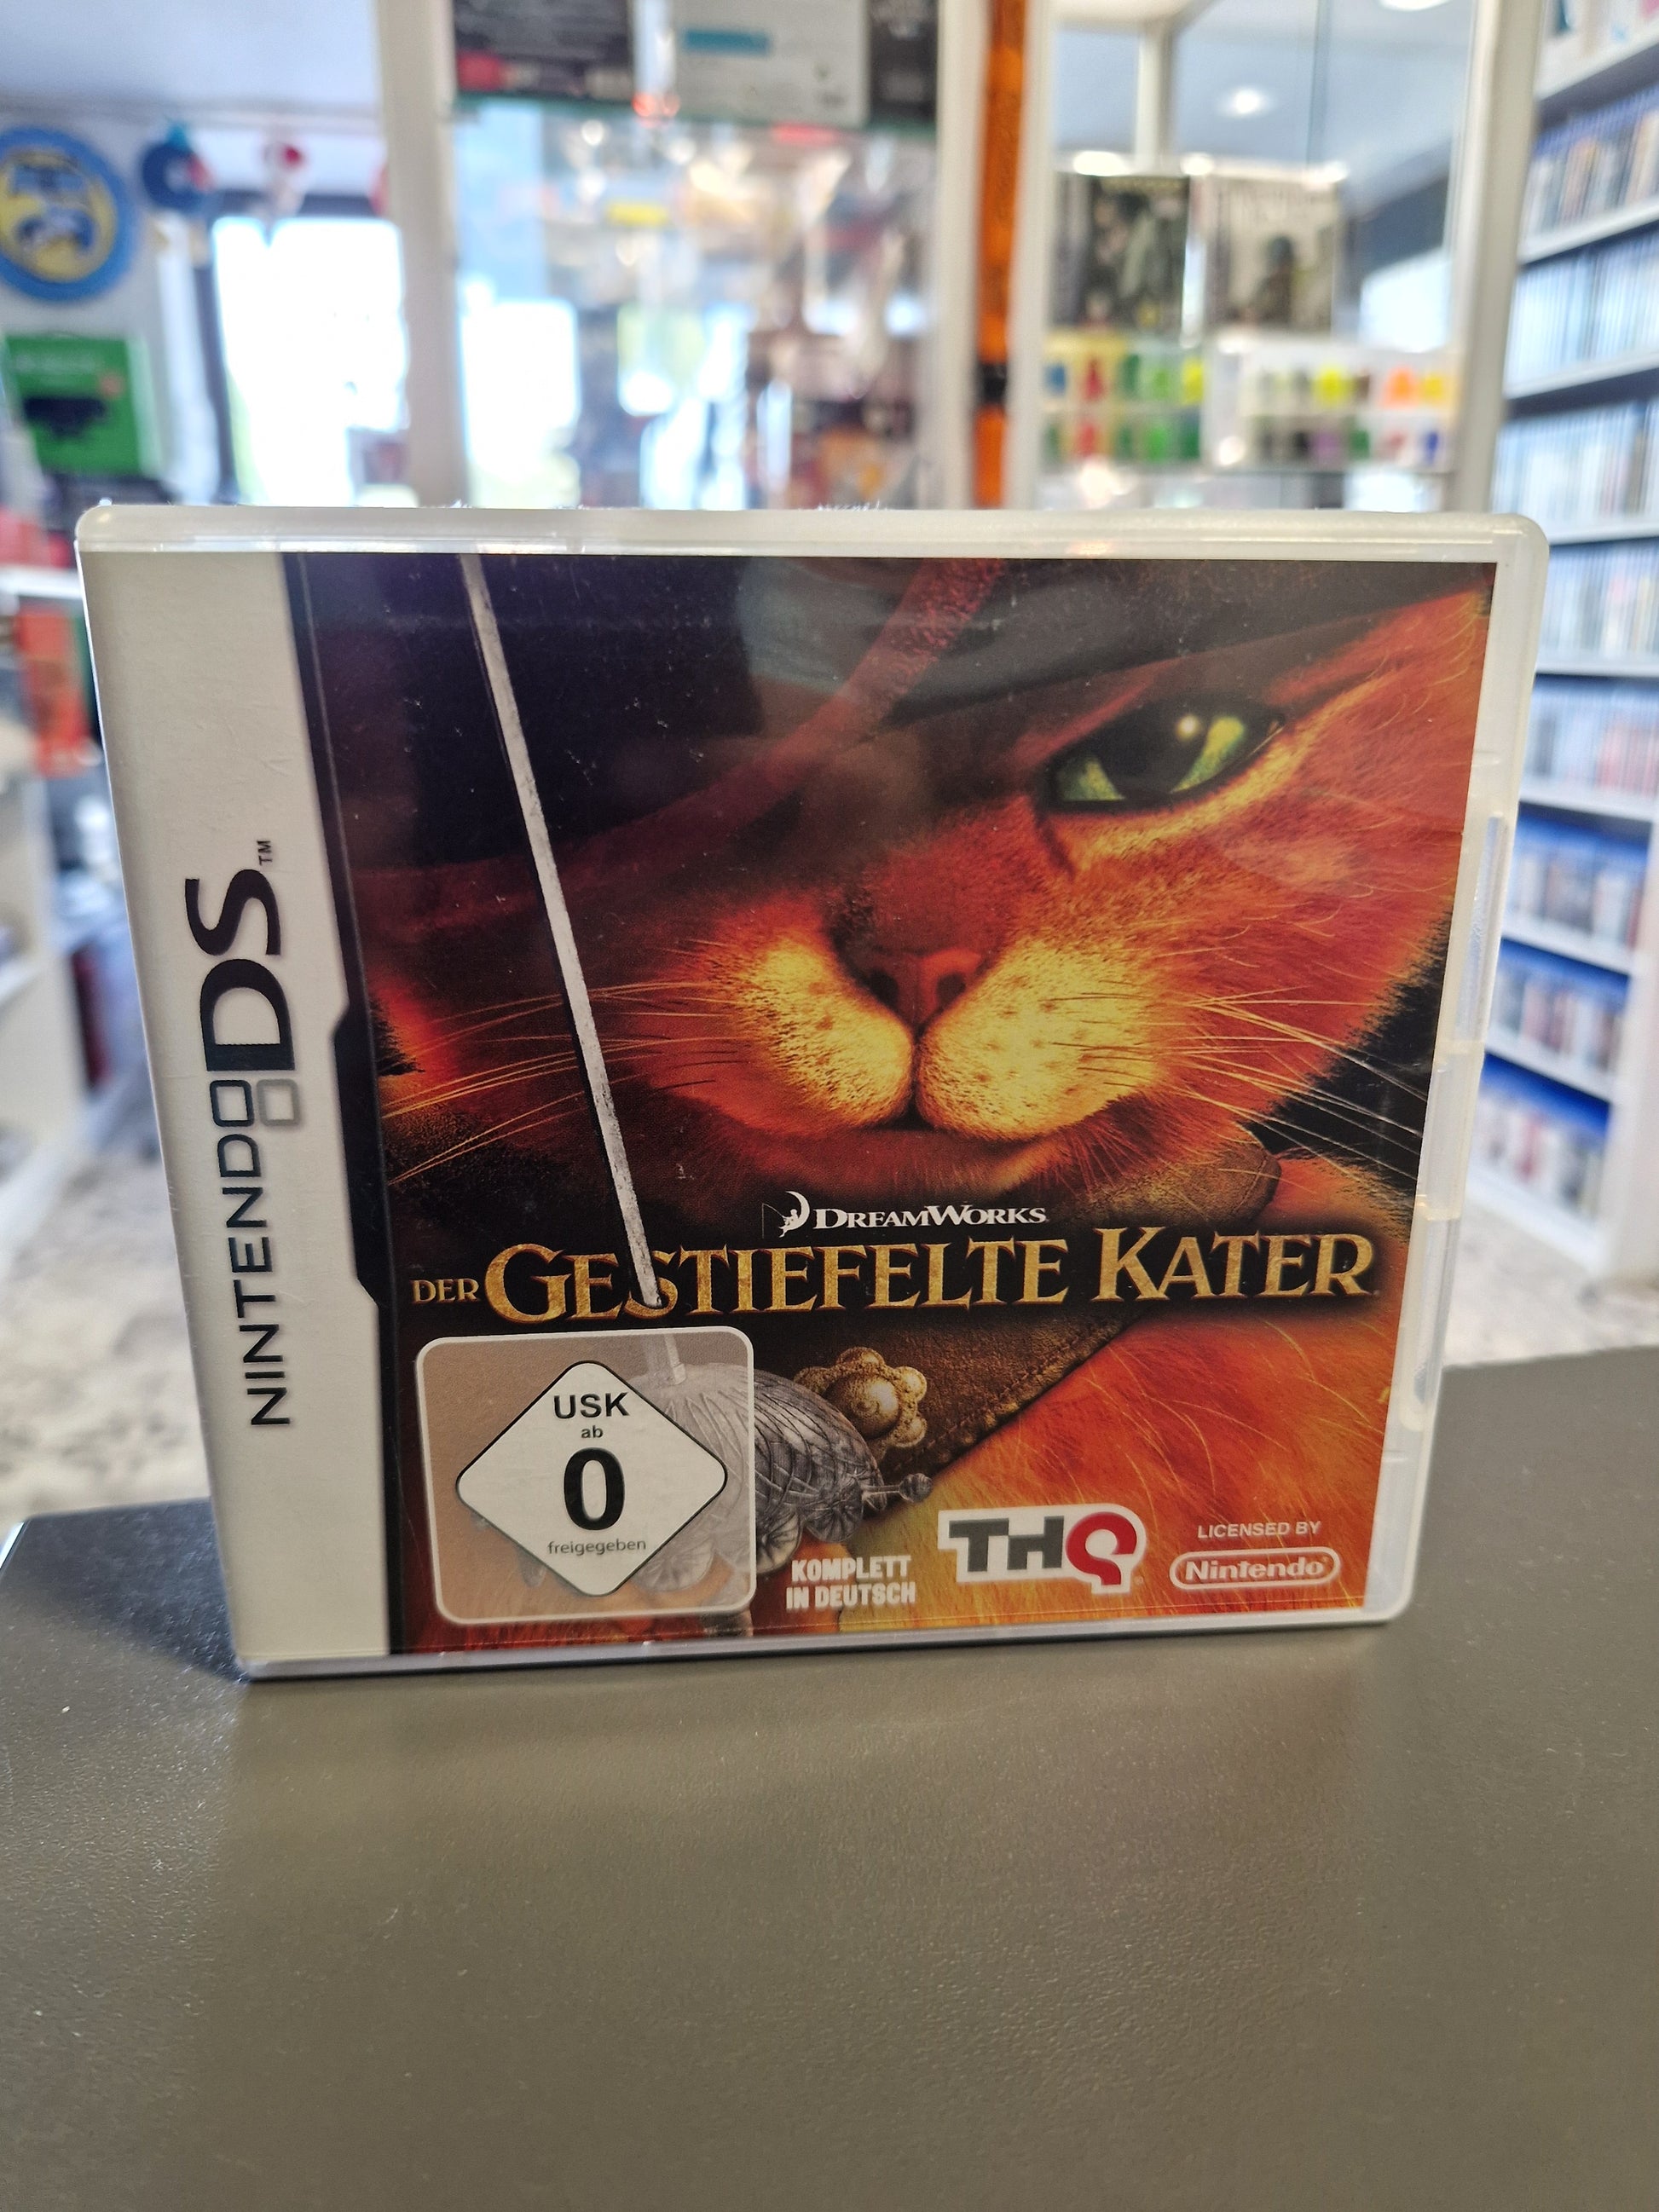 NINTENDO DS™
DREAMWORKS
DER GESTIEFELTE KATER
USK
ab
0
freigegeben
KOMPLETT
IN DEUTSCH
THQ
LICENSED BY
Nintendo®